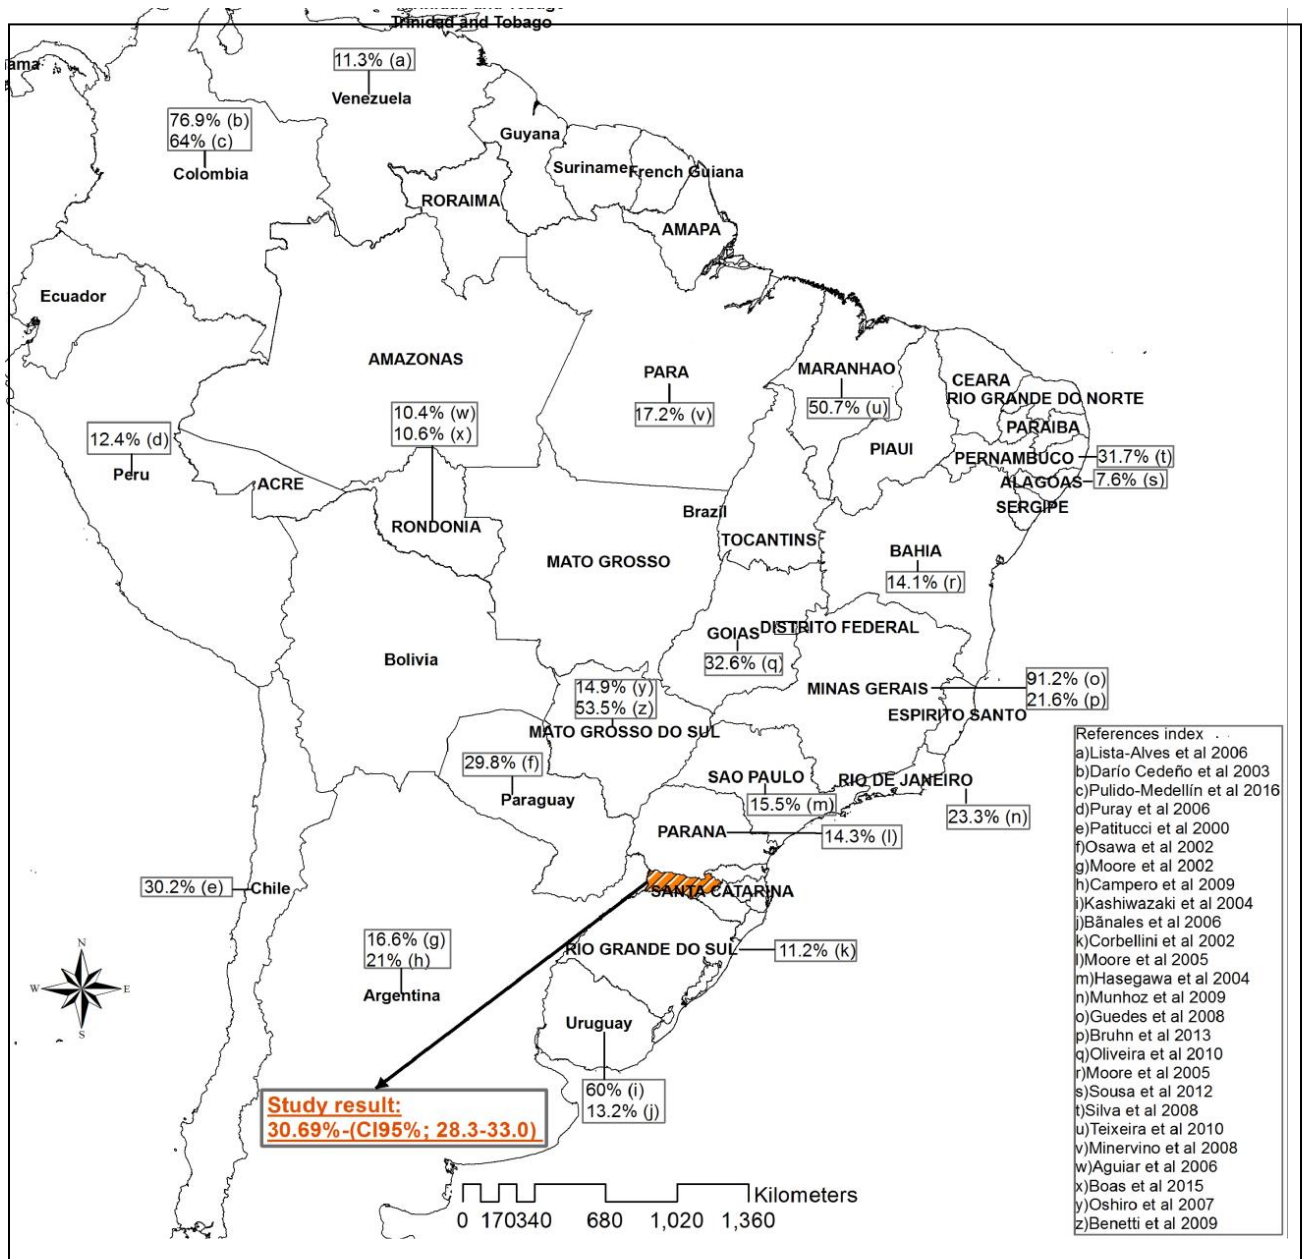 Trinidad and Tobago
ama
11.3% (a)
Venezuela
76.9% (b)
64% (c)
Colombia
Guyana
Suriname
French Guiana
RORAIMA
AMAPA
Ecuador
AMAZONAS
PARA
17.2% (v)
MARANHAO
50.7% (u)
CEARA
RIO GRANDE DO NORTE
PARAIBA
PIAUI
PERNAMBUCO
31.7% (t)
ALAGOAS
7.6% (s)
SERGIPE
12.4% (d)
Peru
10.4% (w)
10.6% (x)
ACRE
RONDONIA
Brazil
TOCANTINS
MATO GROSSO
BAHIA
14.1% (r)
GOIAS
32.6% (q)
DISTRITO FEDERAL
Bolivia
14.9% (y)
53.5% (z)
MATO GROSSO DO SUL
MINAS GERAIS
91.2% (o)
21.6% (p)
ESPIRITO SANTO
29.8% (f)
Paraguay
SAO PAULO
15.5% (m)
RIO DE JANEIRO
23.3% (n)
PARANA
14.3% (l)
30.2% (e)
Chile
SANTA CATARINA
16.6% (g)
21% (h)
Argentina
RIO GRANDE DO SUL
11.2% (k)
Uruguay
60% (i)
13.2% (j)
N
W
E
S
Study result:
30.69%-(CI95%; 28.3-33.0)
Kilometers
0 170340 680 1,020 1,360
References index
a)Lista-Alves et al 2006
b)Darío Cedeño et al 2003
c)Pulido-Medellín et al 2016
d)Puray et al 2006
e)Patitucci et al 2000
f)Osawa et al 2002
g)Moore et al 2002
h)Campero et al 2009
i)Kashiwazaki et al 2004
j)Bãnales et al 2006
k)Corbellini et al 2002
l)Moore et al 2005
m)Hasegawa et al 2004
n)Munhoz et al 2009
o)Guedes et al 2008
p)Bruhn et al 2013
q)Oliveira et al 2010
r)Moore et al 2005
s)Sousa et al 2012
t)Silva et al 2008
u)Teixeira et al 2010
v)Minervino et al 2008
w)Aguiar et al 2006
x)Boas et al 2015
y)Oshiro et al 2007
z)Benetti et al 2009